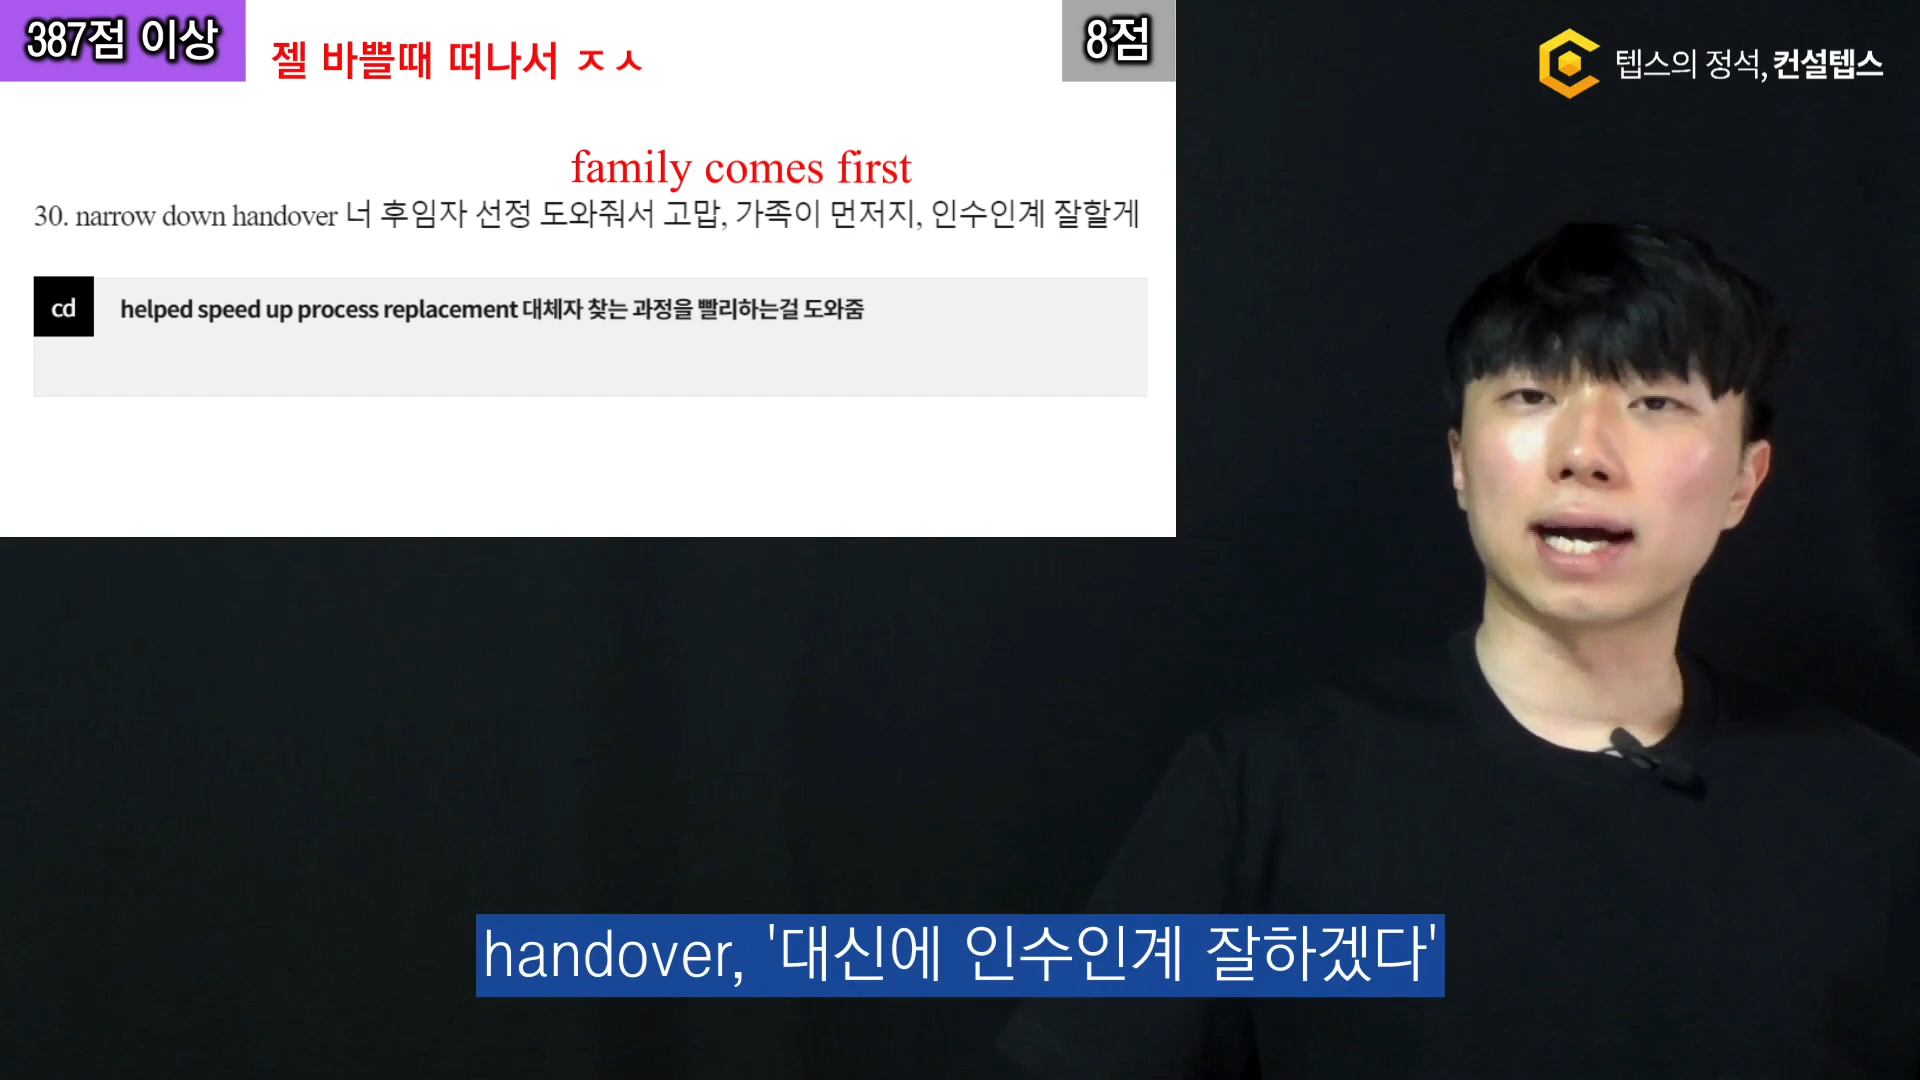 387점 이상
젤 바쁠때 떠나서 ㅈㅅ
8점
텝스의 정석, 컨설텝스
family comes first
30. narrow down handover 너 후임자 선정 도와줘서 고맙, 가족이 먼저지, 인수인계 잘할게
cd
helped speed up process replacement 대체자 찾는 과정을 빨리하는걸 도와줌
handover, '대신에 인수인계 잘하겠다'